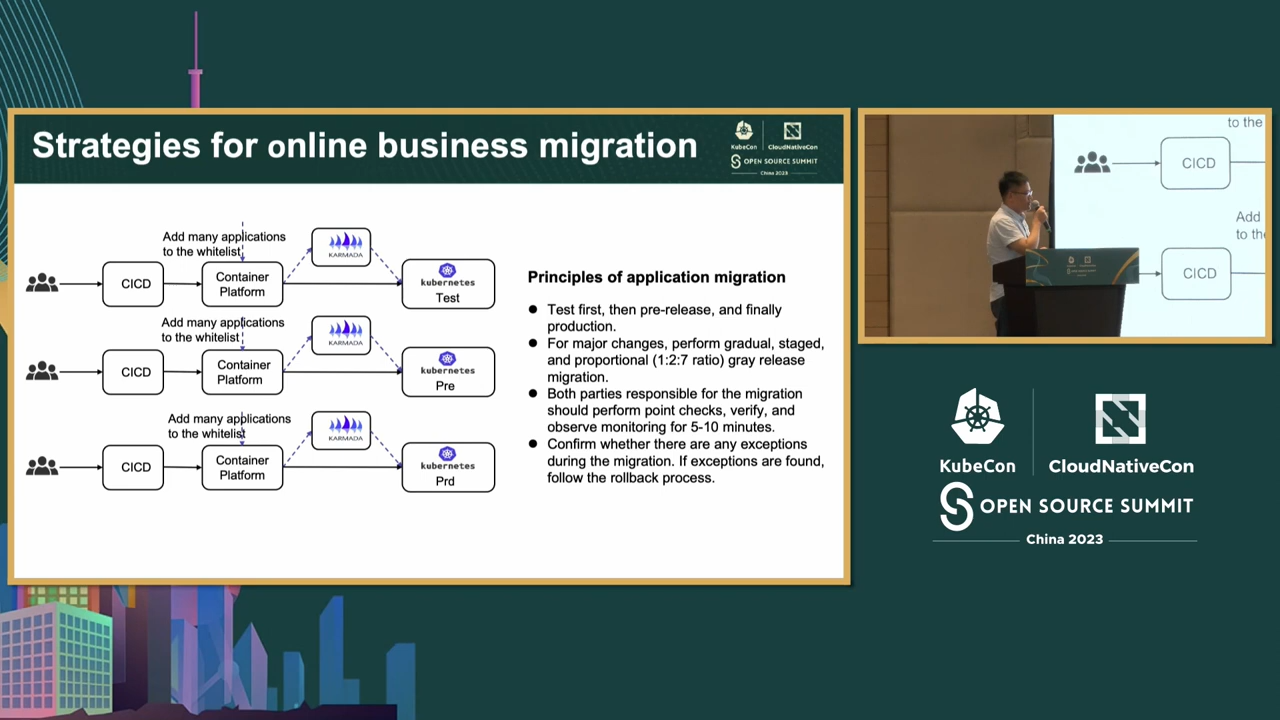 Strategies for online business migration
KubeCon
CloudNativeCon
OPEN SOURCE SUMMIT
China 2023
Add many applications
to the whitelist
KARMADA
CICD
Container
Platform
kubernetes
Test
Add many applications
to the whitelist
KARMADA
CICD
Container
Platform
kubernetes
Pre
Add many applications
to the whitelist
KARMADA
CICD
Container
Platform
kubernetes
Prd
Principles of application migration
● Test first, then pre-release, and finally
production.
● For major changes, perform gradual, staged,
and proportional (1:2:7 ratio) gray release
migration.
● Both parties responsible for the migration
should perform point checks, verify, and
observe monitoring for 5-10 minutes.
● Confirm whether there are any exceptions
during the migration. If exceptions are found,
follow the rollback process.
to the
CICD
Add
to the
CICD
KubeCon
CloudNativeCon
OPEN SOURCE SUMMIT
China 2023